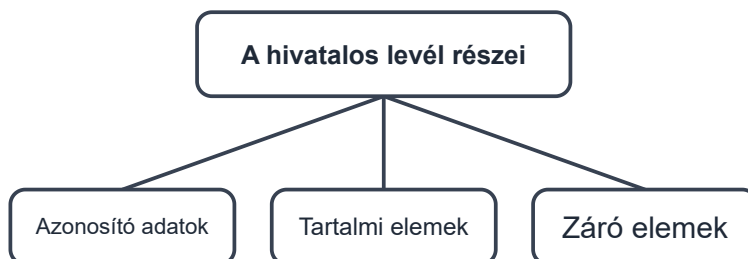 A hivatalos levél részei
Azonosító adatok
Tartalmi elemek
Záró elemek